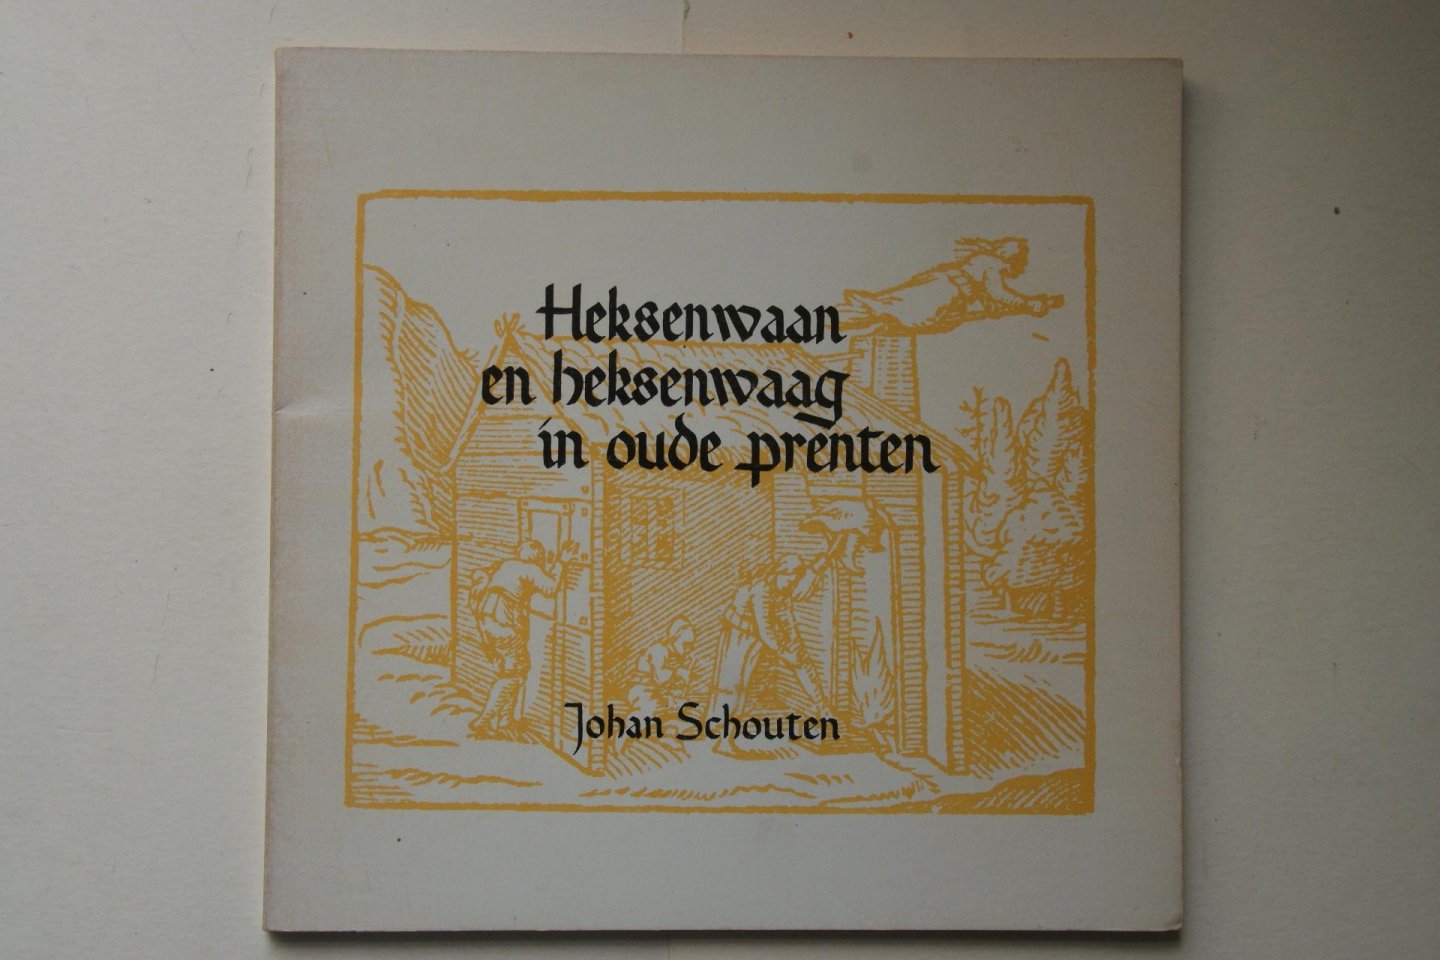 Heksenwaan
en heksenwaag
in oude prenten
Johan Schouten